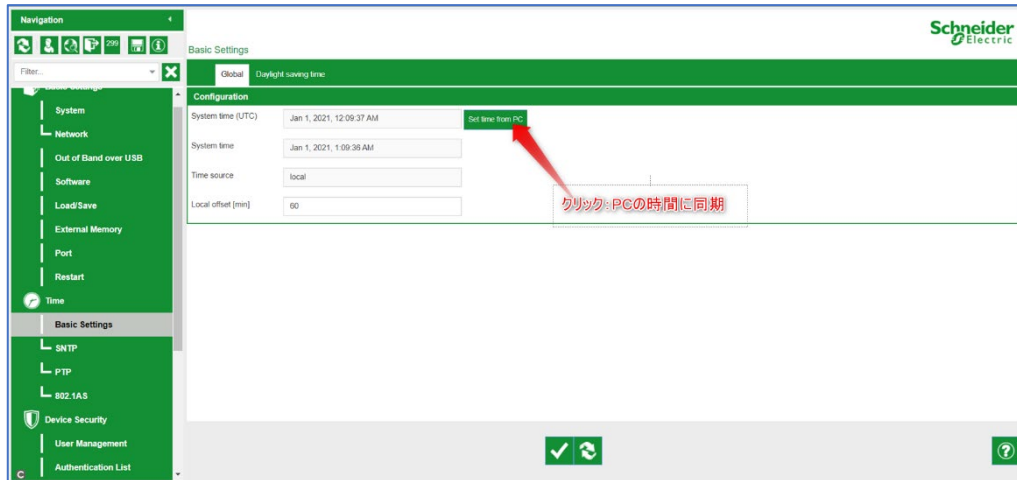 Navigation
299
Filter...
Basic Settings
System
Network
Out of Band over USB
Software
Load/Save
External Memory
Port
Restart
Time
Basic Settings
SNTP
PTP
802.1AS
Device Security
User Management
Authentication List
Schneider
Electric
Basic Settings
Global Daylight saving time
Configuration
System time (UTC) Jan 1, 2021, 12:09:37 AM Set time from PC
System time Jan 1, 2021, 1:09:36 AM
Time source local
Local offset [min] 60
クリック：PCの時間に同期